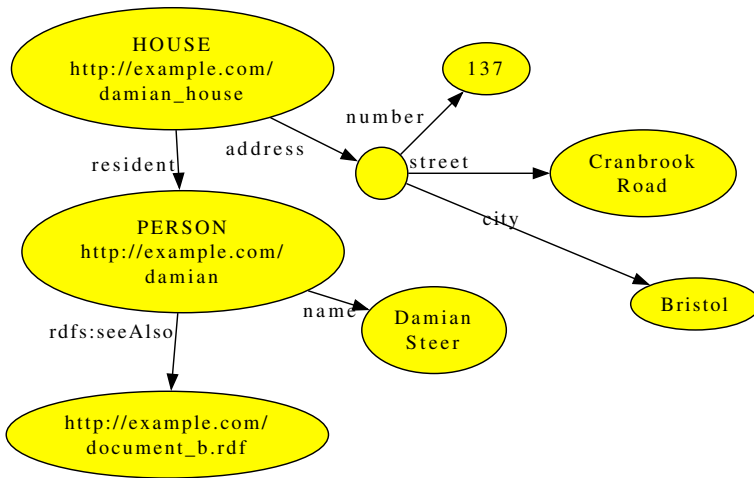 HOUSE
http://example.com/
damian_house
137
number
address
resident
street
Cranbrook
Road
PERSON
http://example.com/
damian
city
name
Bristol
Damian
Steer
rdfs:seeAlso
http://example.com/
document_b.rdf